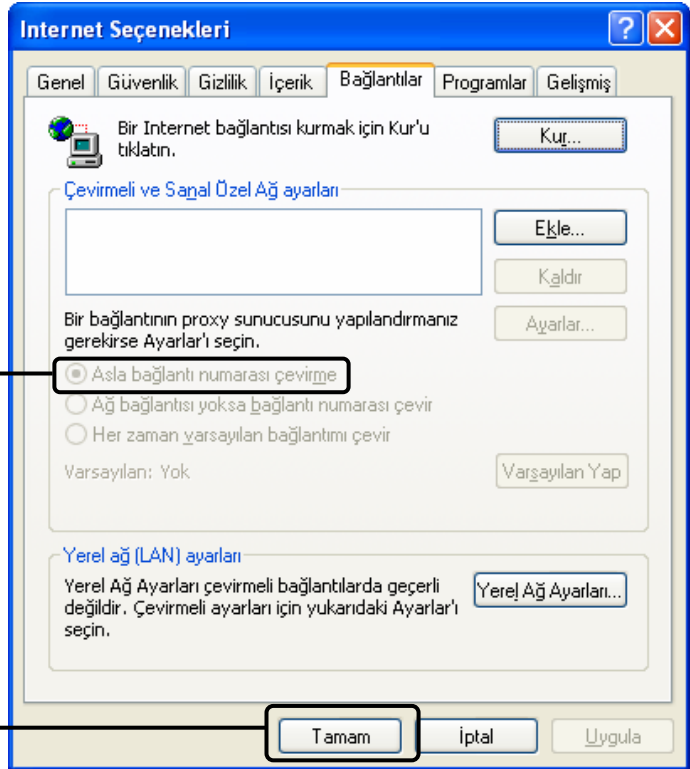 Internet Seçenekleri
Genel Güvenlik Gizlilik İçerik Bağlantılar Programlar Gelişmiş
Bir Internet bağlantısı kurmak için Kur'u
tıklatın.
Kur...
Çevirmeli ve Sanal Özel Ağ ayarları
Ekle...
Kaldır
Bir bağlantının proxy sunucusunu yapılandırmanız
gerekirse Ayarlar'ı seçin.
Ayarlar...
Asla bağlantı numarası çevirme
Ağ bağlantısı yoksa bağlantı numarası çevir
Her zaman varsayılan bağlantımı çevir
Varsayılan: Yok
Varsayılan Yap
Yerel ağ (LAN) ayarları
Yerel Ağ Ayarları çevirmeli bağlantılarda geçerli
değildir. Çevirmeli ayarları için yukarıdaki Ayarlar'ı
seçin.
Yerel Ağ Ayarları...
Tamam İptal Uygula